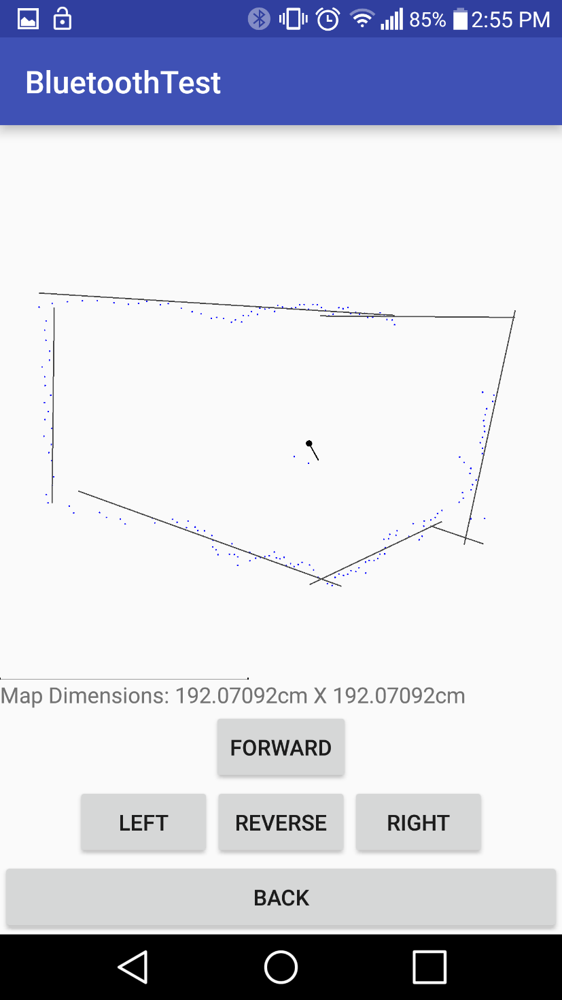 85% 2:55 PM
BluetoothTest
Map Dimensions: 192.07092cm X 192.07092cm
FORWARD
LEFT REVERSE RIGHT
BACK